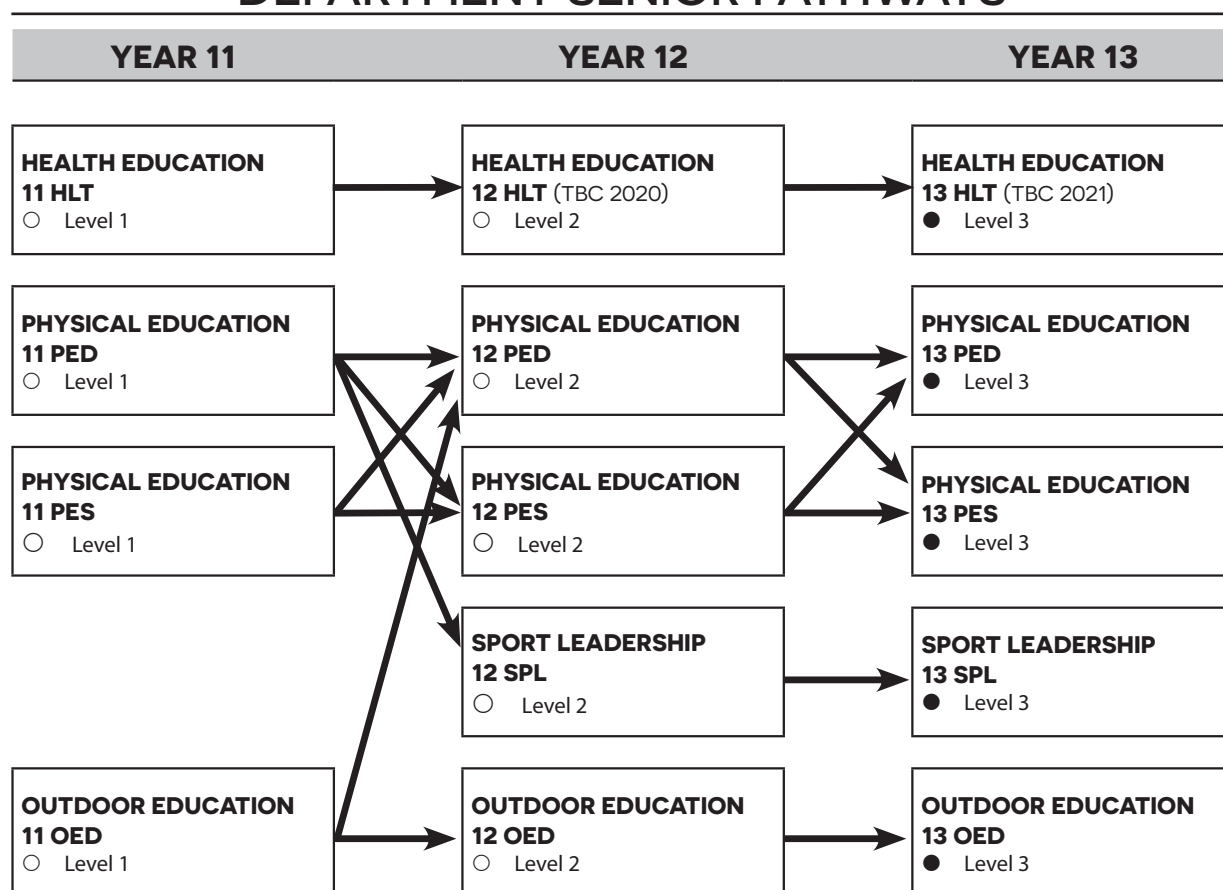 DEPARTMENT SENIOR PATHWAYS
YEAR 11 YEAR 12 YEAR 13
HEALTH EDUCATION
11 HLT
○ Level 1
HEALTH EDUCATION
12 HLT (TBC 2020)
○ Level 2
HEALTH EDUCATION
13 HLT (TBC 2021)
● Level 3
PHYSICAL EDUCATION
11 PED
○ Level 1
PHYSICAL EDUCATION
12 PED
○ Level 2
PHYSICAL EDUCATION
13 PED
● Level 3
PHYSICAL EDUCATION
11 PES
○ Level 1
PHYSICAL EDUCATION
12 PES
○ Level 2
PHYSICAL EDUCATION
13 PES
● Level 3
SPORT LEADERSHIP
12 SPL
○ Level 2
SPORT LEADERSHIP
13 SPL
● Level 3
OUTDOOR EDUCATION
11 OED
○ Level 1
OUTDOOR EDUCATION
12 OED
○ Level 2
OUTDOOR EDUCATION
13 OED
● Level 3